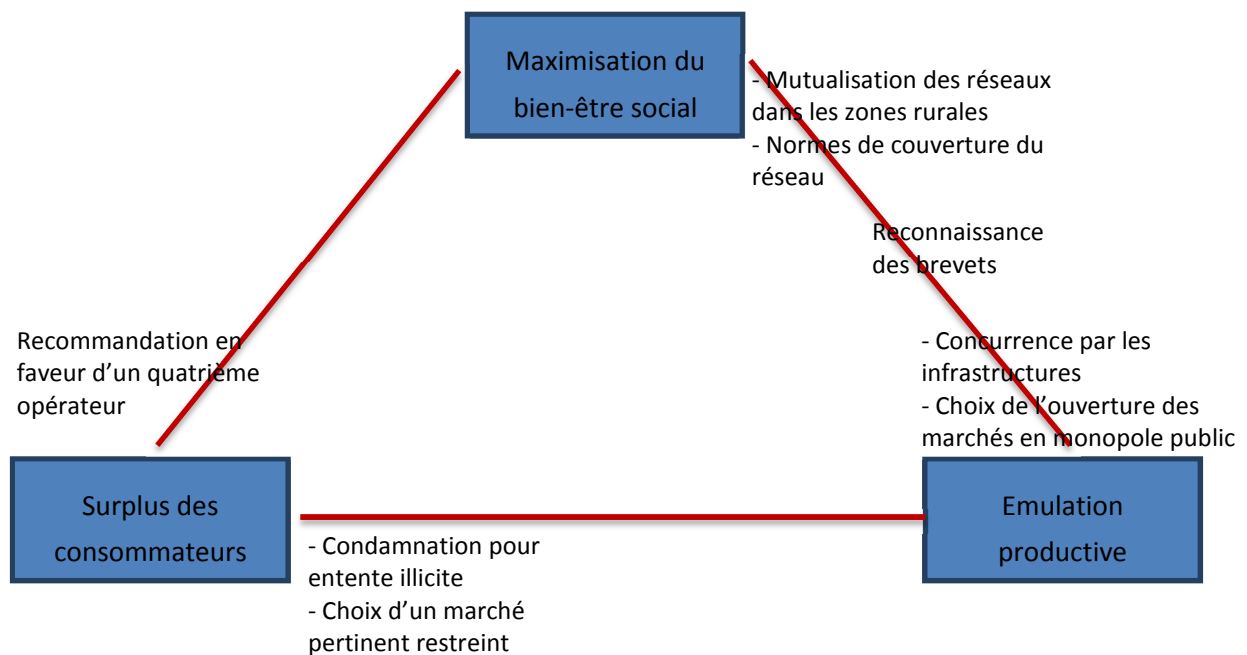 Maximisation du
bien-être social
- Mutualisation des réseaux
dans les zones rurales
- Normes de couverture du
réseau
Reconnaissance
des brevets
Recommandation en
faveur d’un quatrième
opérateur
- Concurrence par les
infrastructures
- Choix de l’ouverture des
marchés en monopole public
Surplus des
consommateurs
Emulation
productive
- Condamnation pour
entente illicite
- Choix d’un marché
pertinent restreint